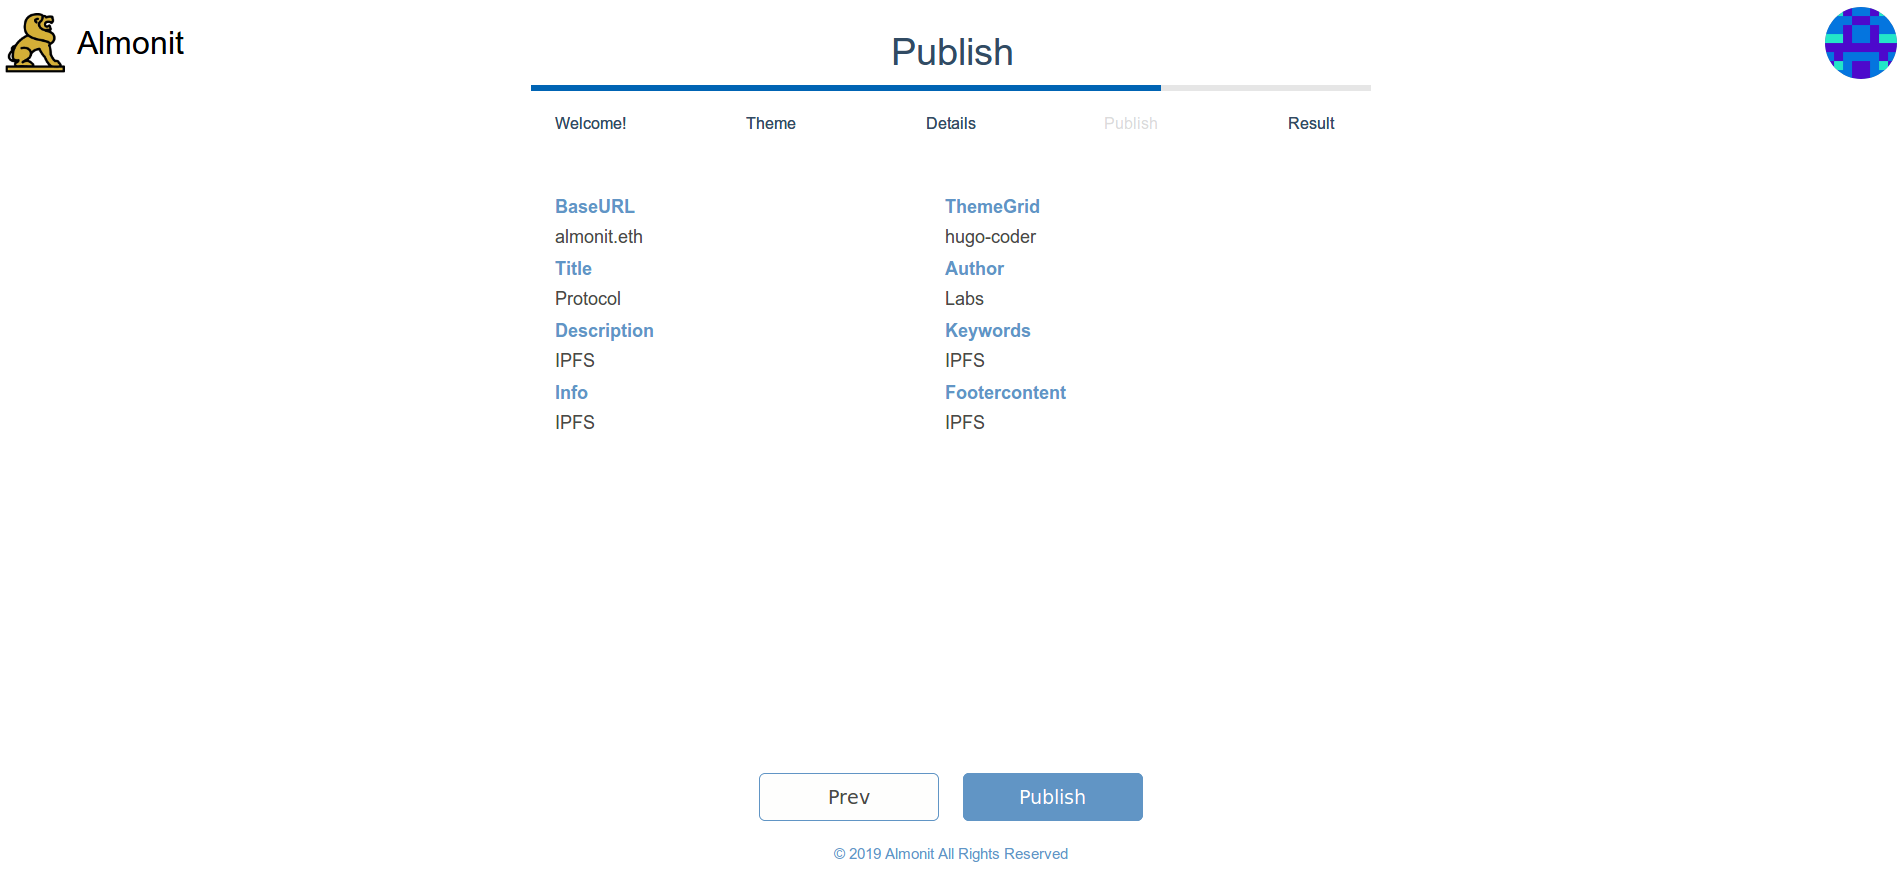 Almonit
Publish
Welcome! Theme Details Publish Result
BaseURL ThemeGrid
almonit.eth hugo-coder
Title Author
Protocol Labs
Description Keywords
IPFS IPFS
Info Footercontent
IPFS IPFS
Prev Publish
© 2019 Almonit All Rights Reserved